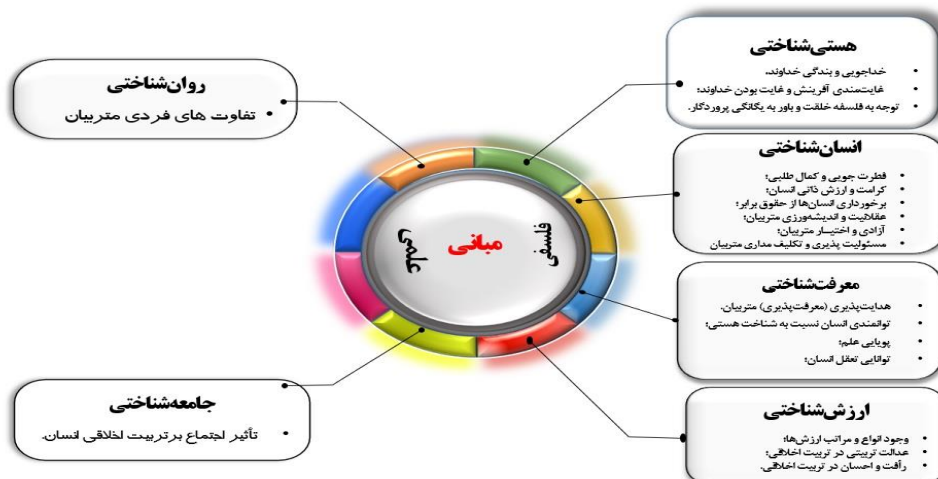 هستی‌شناختی
• خداجویی و بندگی خداوند.
• غایت‌مندی آفرینش و غایت بودن خداوند؛
• توجه به فلسفه خلقت و باور به یگانگی پروردگار.
انسان‌شناختی
• فطرت جویی و کمال طلبی؛
• کرامت و ارزش ذاتی انسان؛
• برخورداری انسان‌ها از حقوق برابر؛
• عقلانیت و اندیشه‌ورزی متربیان؛
• آزادی و اختیار متربیان؛
• مسئولیت پذیری و تکلیف مداری متربیان
معرفت‌شناختی
• هدایت‌پذیری (معرفت‌پذیری) متربیان.
• توانمندی انسان نسبت به شناخت هستی؛
• پویایی علم؛
• توانایی تعقل انسان؛
ارزش‌شناختی
• وجود انواع و مراتب ارزش‌ها؛
• عدالت تربیتی در تربیت اخلاقی؛
• رأفت و احسان در تربیت اخلاقی.
فلسفی
مبانی
علمی
روان‌شناختی
• تفاوت های فردی متربیان
جامعه‌شناختی
• تأثیر اجتماع بر تربیت اخلاقی انسان.